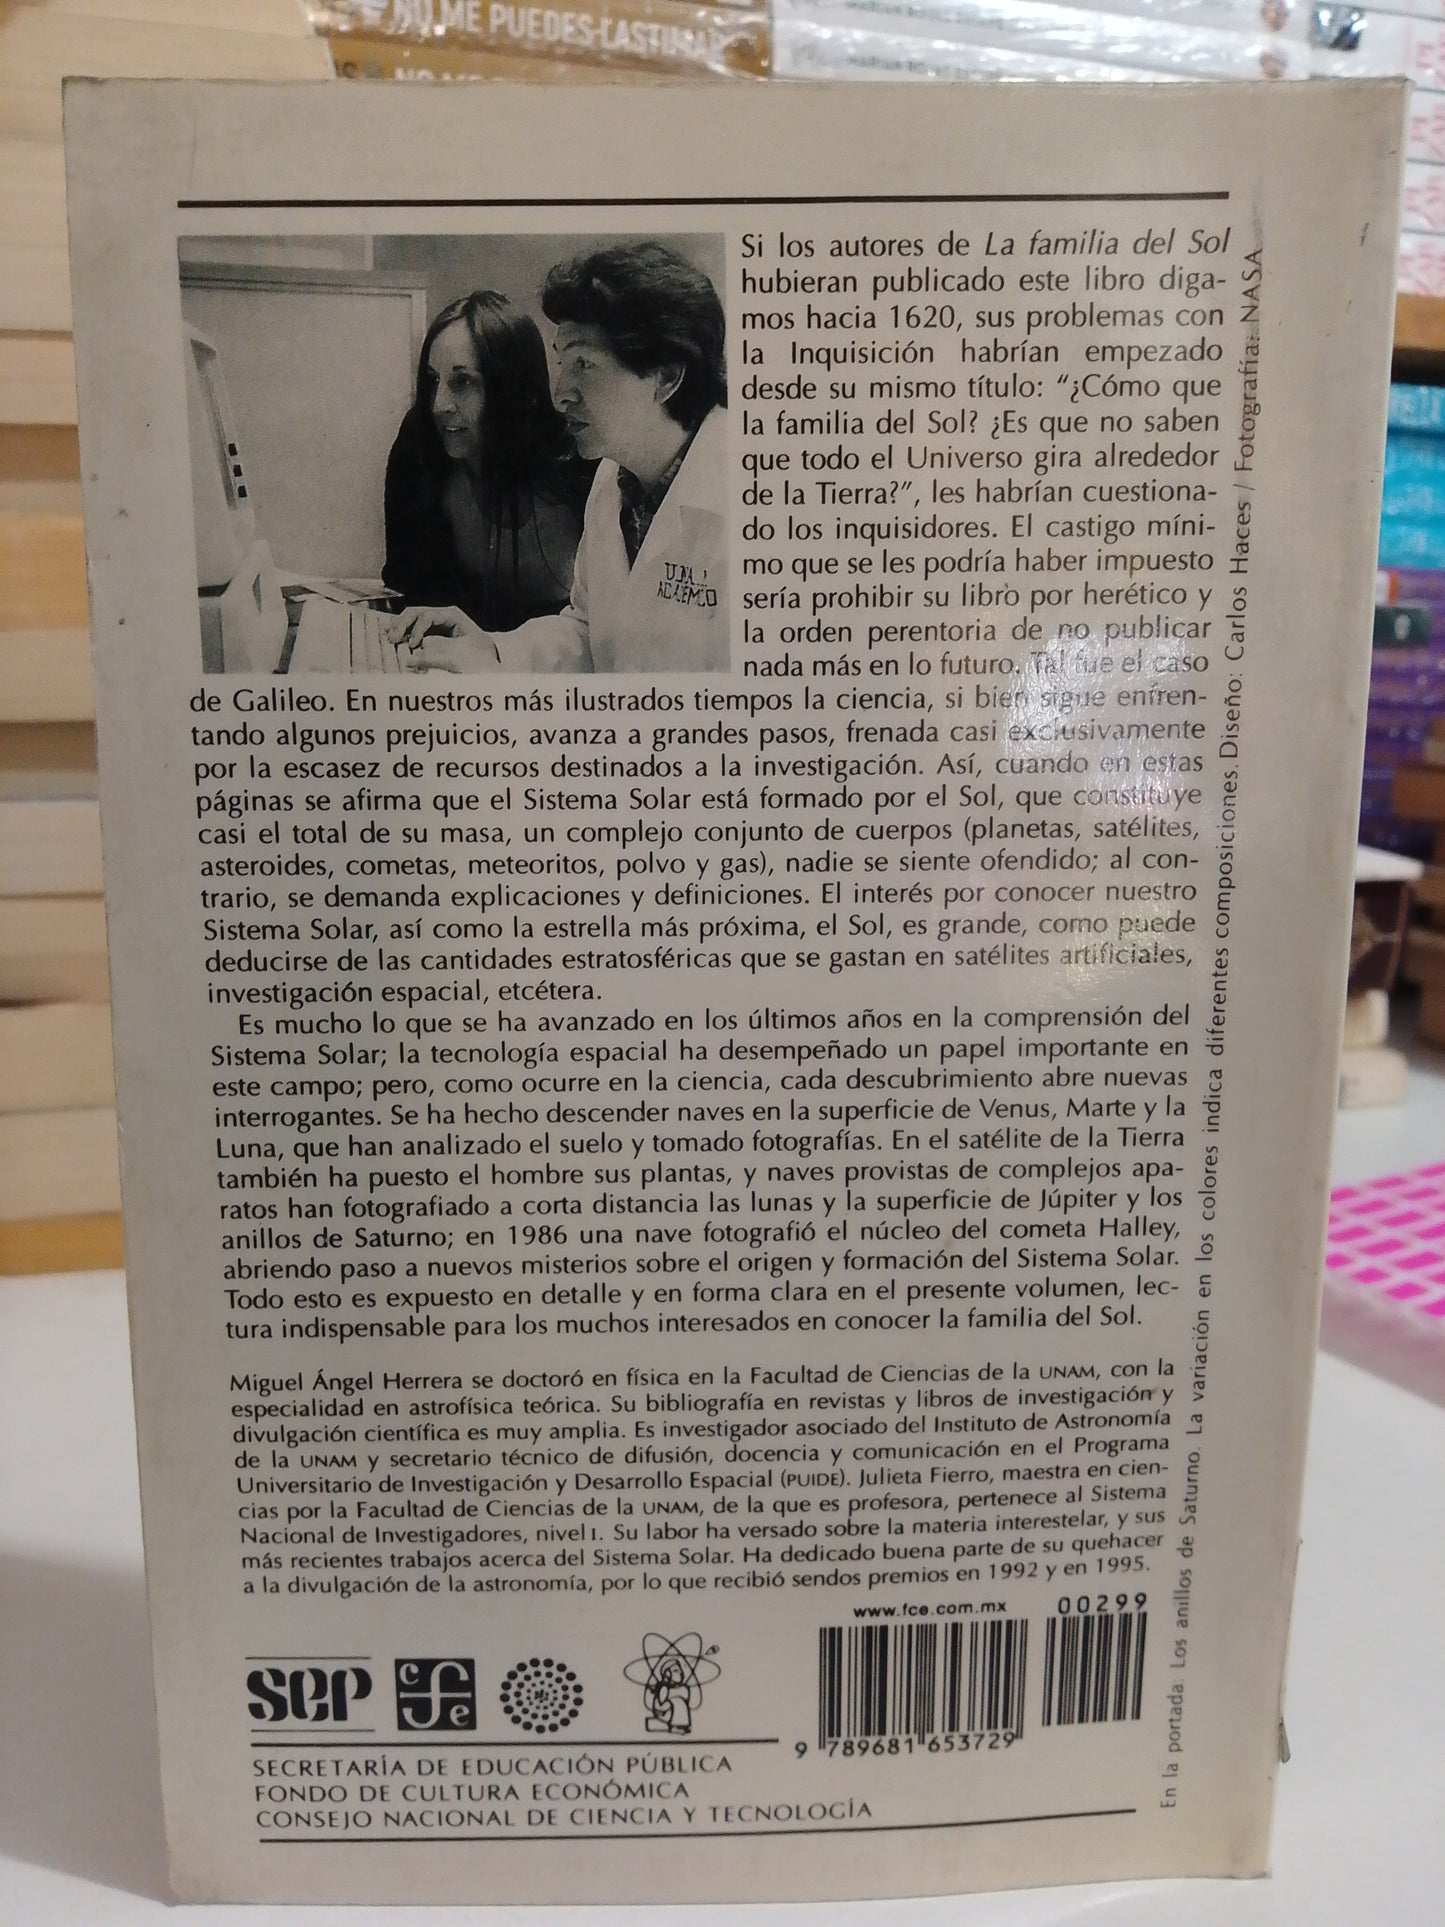 NO ME PUEDES LASTIMAR
Si los autores de La familia del Sol
hubieran publicado este libro diga-
mos hacia 1620, sus problemas con
la Inquisición habrían empezado
desde su mismo título: “¿Cómo que
la familia del Sol? ¿Es que no saben
que todo el Universo gira alrededor
de la Tierra?”, les habrían cuestiona-
do los inquisidores. El castigo míni-
mo que se les podría haber impuesto
sería prohibir su libro por herético y
la orden perentoria de no publicar
nada más en lo futuro. Tal fue el caso
de Galileo. En nuestros más ilustrados tiempos la ciencia, si bien sigue enfren-
tando algunos prejuicios, avanza a grandes pasos, frenada casi exclusivamente
por la escasez de recursos destinados a la investigación. Así, cuando en estas
páginas se afirma que el Sistema Solar está formado por el Sol, que constituye
casi el total de su masa, un complejo conjunto de cuerpos (planetas, satélites,
asteroides, cometas, meteoritos, polvo y gas), nadie se siente ofendido; al con-
trario, se demanda explicaciones y definiciones. El interés por conocer nuestro
Sistema Solar, así como la estrella más próxima, el Sol, es grande, como puede
deducirse de las cantidades estratosféricas que se gastan en satélites artificiales,
investigación espacial, etcétera.
Es mucho lo que se ha avanzado en los últimos años en la comprensión del
Sistema Solar; la tecnología espacial ha desempeñado un papel importante en
este campo; pero, como ocurre en la ciencia, cada descubrimiento abre nuevas
interrogantes. Se ha hecho descender naves en la superficie de Venus, Marte y la
Luna, que han analizado el suelo y tomado fotografías. En el satélite de la Tierra
también ha puesto el hombre sus plantas, y naves provistas de complejos apa-
ratos han fotografiado a corta distancia las lunas y la superficie de Júpiter y los
anillos de Saturno; en 1986 una nave fotografió el núcleo del cometa Halley,
abriendo paso a nuevos misterios sobre el origen y formación del Sistema Solar.
Todo esto es expuesto en detalle y en forma clara en el presente volumen, lec-
tura indispensable para los muchos interesados en conocer la familia del Sol.
Miguel Ángel Herrera se doctoró en física en la Facultad de Ciencias de la UNAM, con la
especialidad en astrofísica teórica. Su bibliografía en revistas y libros de investigación y
divulgación científica es muy amplia. Es investigador asociado del Instituto de Astronomía
de la UNAM y secretario técnico de difusión, docencia y comunicación en el Programa
Universitario de Investigación y Desarrollo Espacial (PUIDE). Julieta Fierro, maestra en cien-
cias por la Facultad de Ciencias de la UNAM, de la que es profesora, pertenece al Sistema
Nacional de Investigadores, nivel I. Su labor ha versado sobre la materia interestelar, y sus
más recientes trabajos acerca del Sistema Solar. Ha dedicado buena parte de su quehacer
a la divulgación de la astronomía, por lo que recibió sendos premios en 1992 y en 1995.
www.fce.com.mx
00299
9 789681 653729
SEP
cfe
SECRETARÍA DE EDUCACIÓN PÚBLICA
FONDO DE CULTURA ECONÓMICA
CONSEJO NACIONAL DE CIENCIA Y TECNOLOGÍA
En la portada: Los anillos de Saturno. La variación en los colores indica diferentes composiciones. Diseño: Carlos Haces / Fotografía: NASA